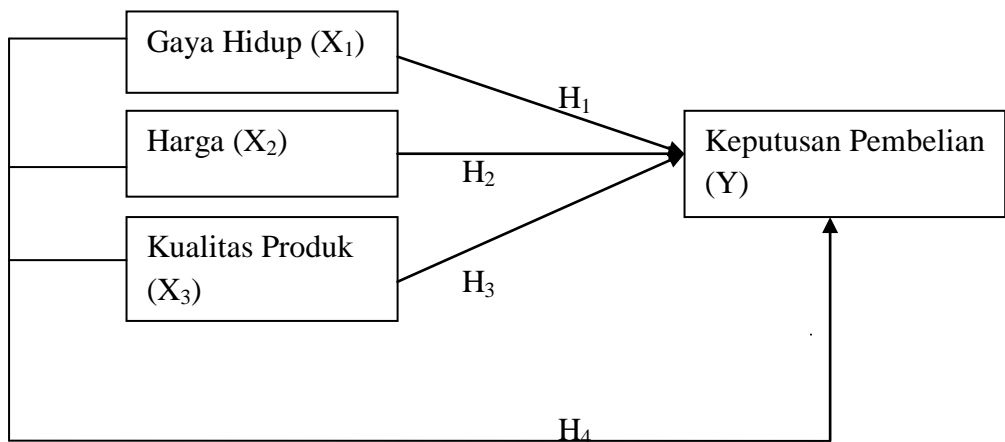 Gaya Hidup (X₁)
H₁
Harga (X₂)
H₂
Keputusan Pembelian
(Y)
Kualitas Produk
(X₃)
H₃
H₄